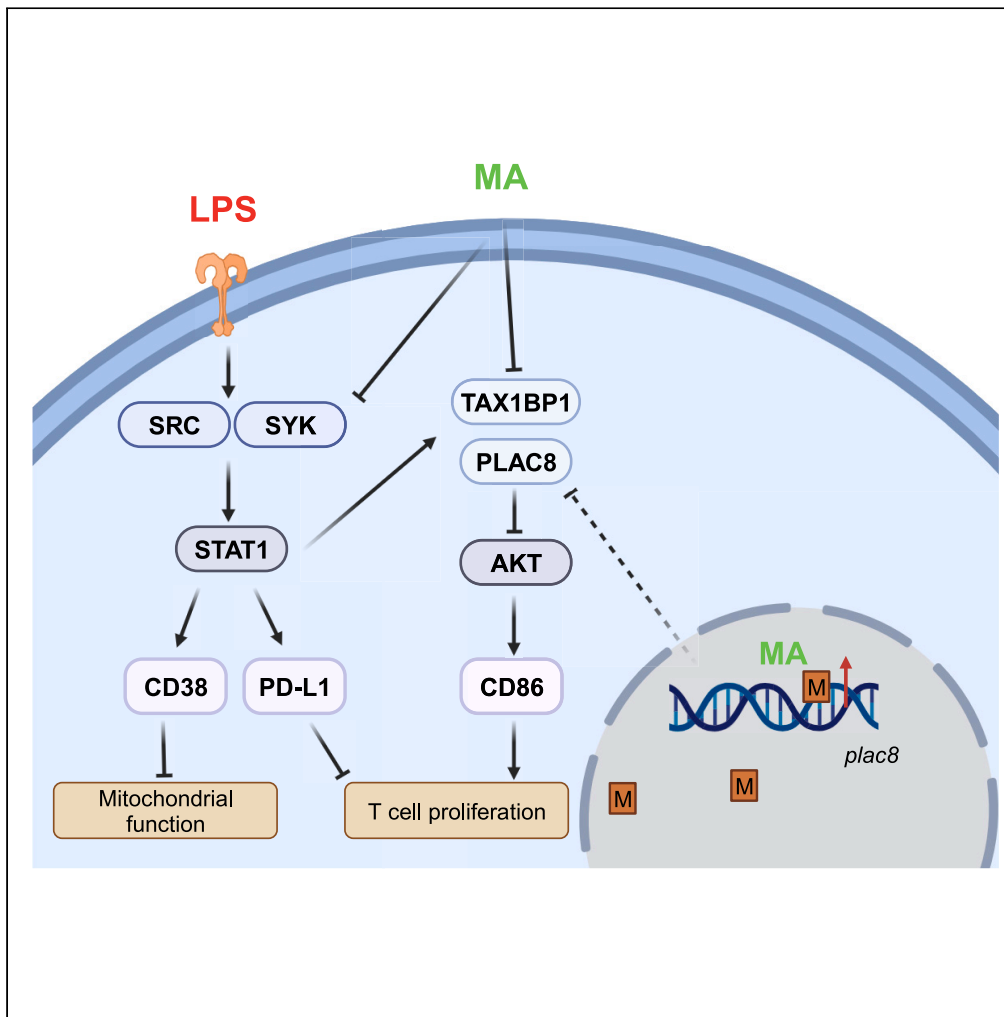 MA
LPS
TAX1BP1
SRC
SYK
PLAC8
STAT1
AKT
MA
M
CD38
PD-L1
CD86
plac8
M
M
Mitochondrial
function
T cell proliferation